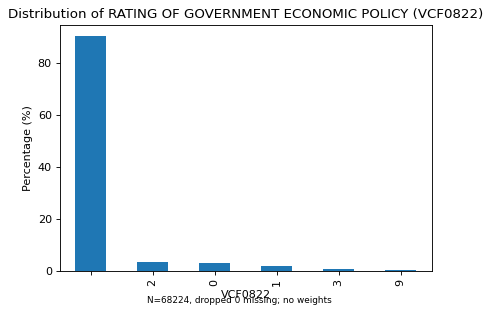 Distribution of RATING OF GOVERNMENT ECONOMIC POLICY (VCF0822)
Percentage (%)
80
60
40
20
0
2
0
1
3
9
VCF0822
N=68224, dropped 0 missing; no weights